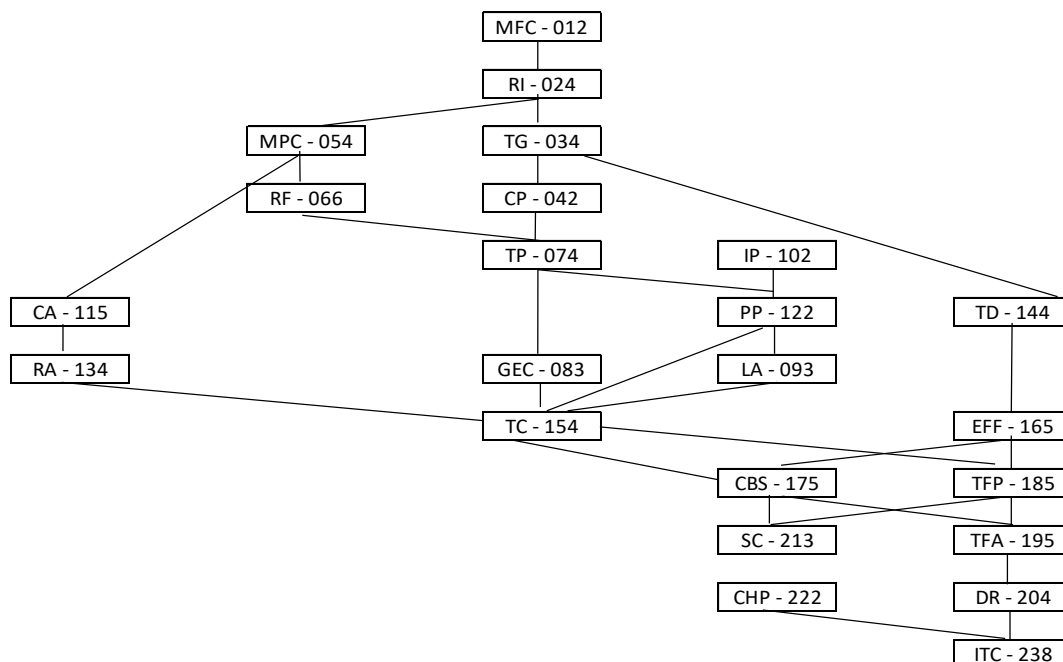 MFC - 012
RI - 024
MPC - 054
TG - 034
RF - 066
CP - 042
TP - 074
IP - 102
CA - 115
PP - 122
TD - 144
RA - 134
GEC - 083
LA - 093
TC - 154
EFF - 165
CBS - 175
TFP - 185
SC - 213
TFA - 195
CHP - 222
DR - 204
ITC - 238